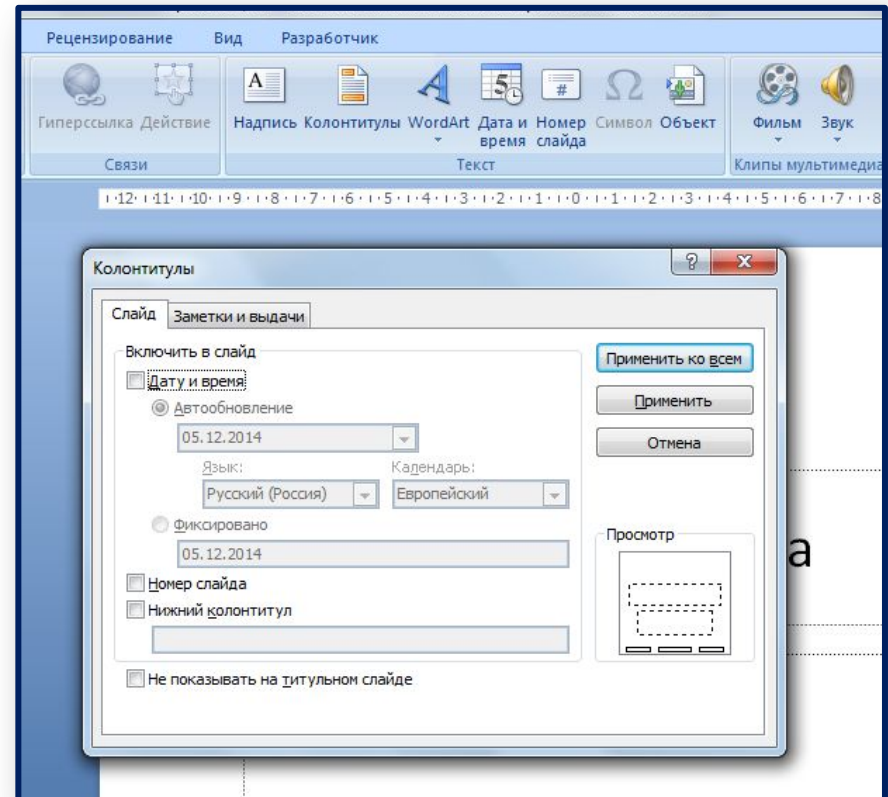 Рецензирование Вид Разработчик
A 5 # Ω
Гиперссылка Действие Надпись Колонтитулы WordArt Дата и Номер Символ Объект Фильм Звук
время слайда
Связи Текст Клипы мультимедиа
12 11 10 9 8 7 6 5 4 3 2 1 0 1 2 3 4 5 6 7 8
Колонтитулы ? X
Слайд Заметки и выдачи
Включить в слайд
Применить ко всем
Дату и время
Автообновление
Применить
05.12.2014
Отмена
Язык: Календарь:
Русский (Россия) Европейский
Фиксировано
Просмотр
05.12.2014
а
Номер слайда
Нижний колонтитул
Не показывать на титульном слайде